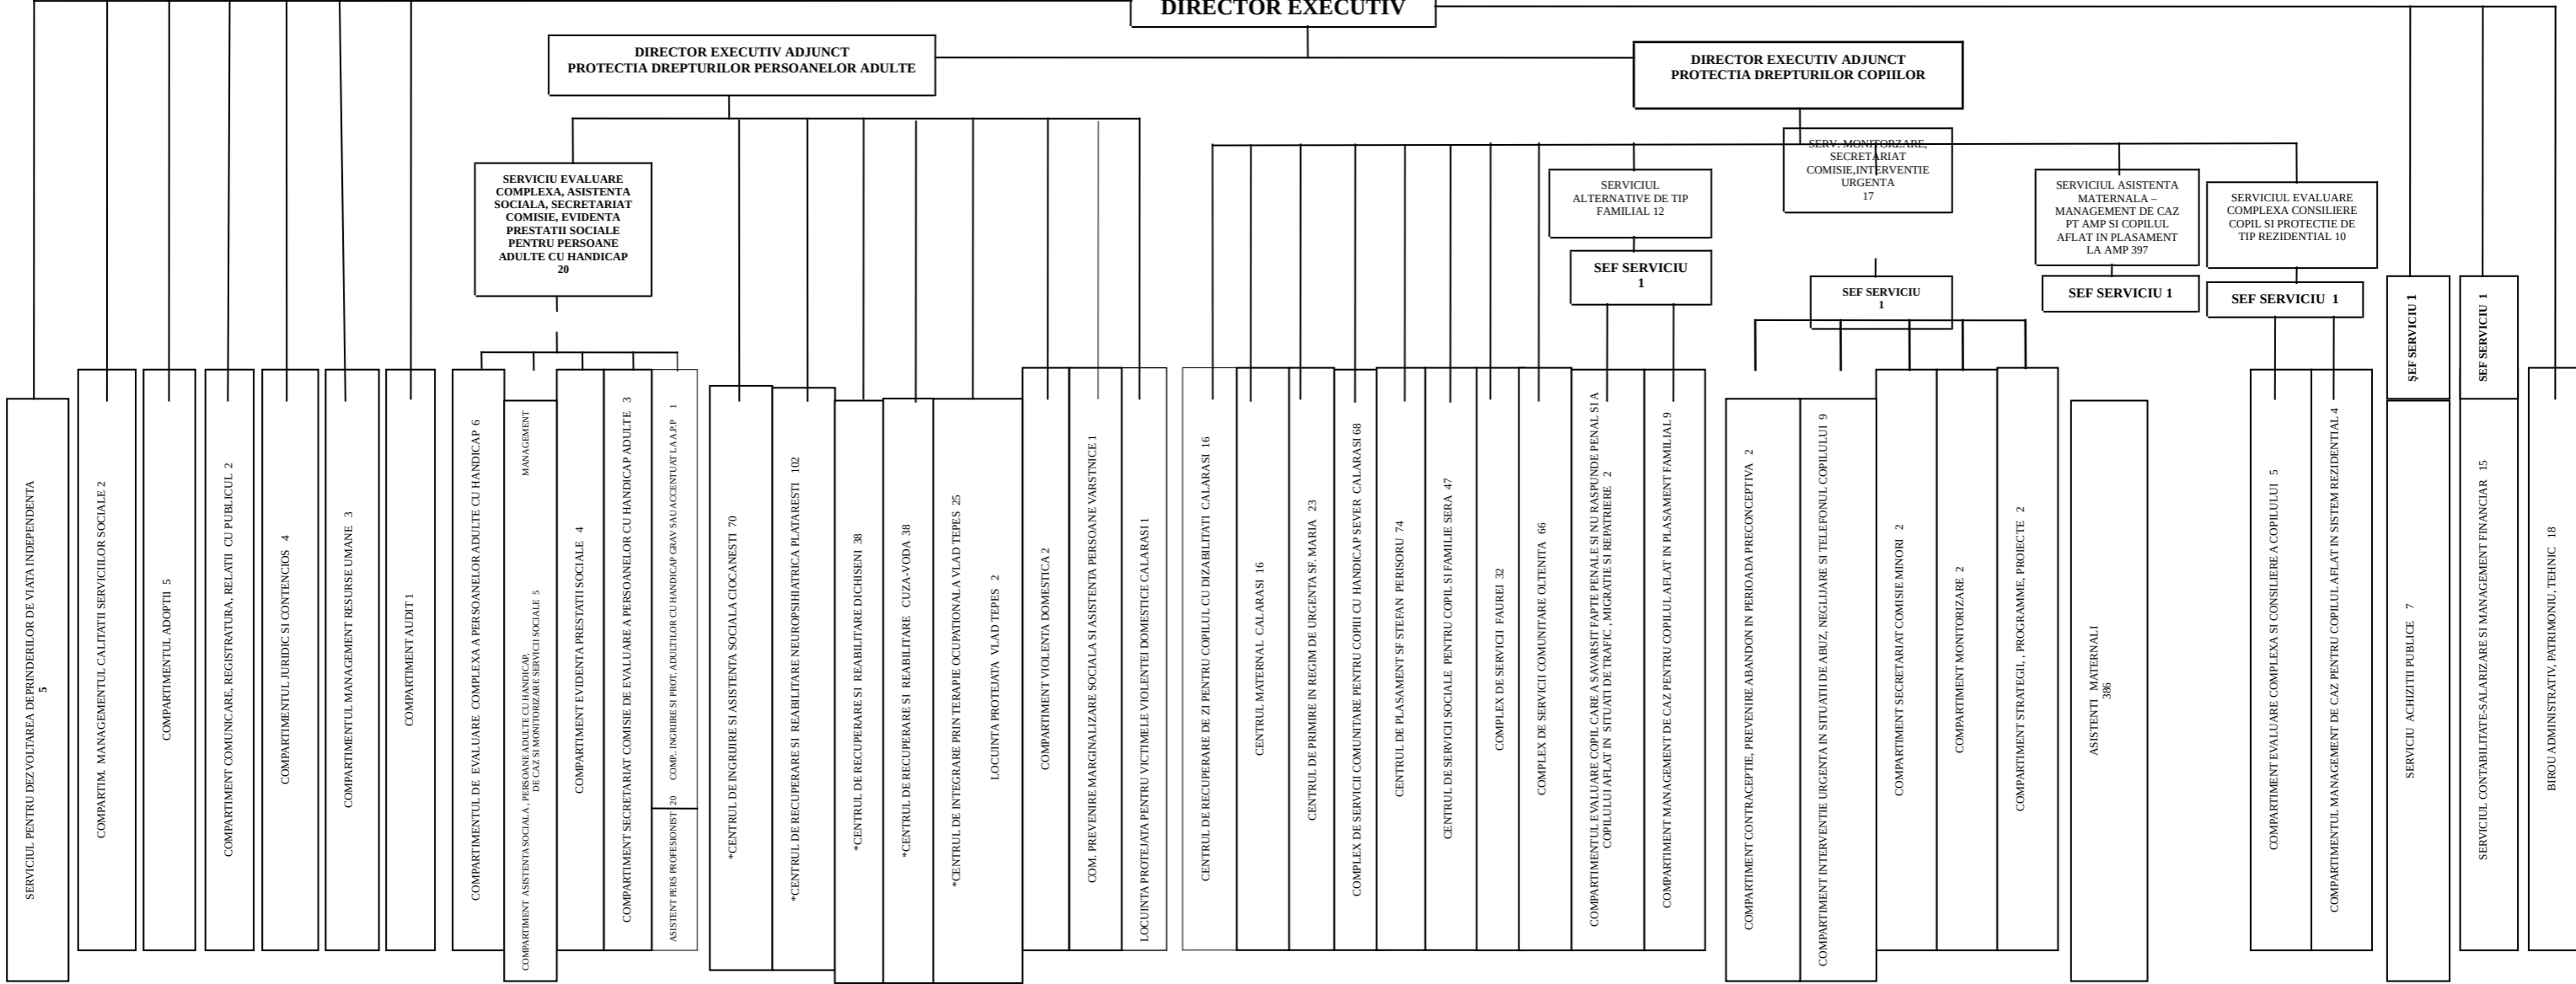 DIRECTOR EXECUTIV
DIRECTOR EXECUTIV ADJUNCT
PROTECTIA DREPTURILOR PERSOANELOR ADULTE
DIRECTOR EXECUTIV ADJUNCT
PROTECTIA DREPTURILOR COPIILOR
SERVICIU EVALUARE
COMPLEXA, ASISTENTA
SOCIALA, SECRETARIAT
COMISIE, EVIDENTA
PRESTATII SOCIALE
PENTRU PERSOANE
ADULTE CU HANDICAP
20
SERVICIUL
ALTERNATIVE DE TIP
FAMILIAL 12
SEF SERVICIU
1
SERV. MONITORZARE,
SECRETARIAT
COMISIE,INTERVENTIE
URGENTA
17
SEF SERVICIU
1
SERVICIUL ASISTENTA
MATERNALA –
MANAGEMENT DE CAZ
PT AMP SI COPILUL
AFLAT IN PLASAMENT
LA AMP 397
SEF SERVICIU 1
SERVICIUL EVALUARE
COMPLEXA CONSILIERE
COPIL SI PROTECTIE DE
TIP REZIDENTIAL 10
SEF SERVICIU 1
ŞEF SERVICIU 1
SEF SERVICIU 1
SERVICIUL PENTRU DEZVOLTAREA DEPRINDERILOR DE VIATA INDEPENDENTA
5
COMPARTIM. MANAGEMENTUL CALITATII SERVICIILOR SOCIALE 2
COMPARTIMENTUL ADOPTII 5
COMPARTIMENT COMUNICARE, REGISTRATURA, RELATII CU PUBLICUL 2
COMPARTIMENTUL JURIDIC SI CONTENCIOS 4
COMPARTIMENTUL MANAGEMENT RESURSE UMANE 3
COMPARTIMENT AUDIT 1
COMPARTIMENTUL DE EVALUARE COMPLEXA A PERSOANELOR ADULTE CU HANDICAP 6
COMPARTIMENT ASISTENTA SOCIALA , PERSOANE ADULTE CU HANDICAP, MANAGEMENT
DE CAZ SI MONITORIZARE SERVICII SOCIALE 5
COMPARTIMENT EVIDENTA PRESTATII SOCIALE 4
COMPARTIMENT SECRETARIAT COMISIE DE EVALUARE A PERSOANELOR CU HANDICAP ADULTE 3
COMP.. INGRIJIRE SI PROT. ADULTILOR CU HANDICAP GRAV SAU ACCENTUAT LA A.P.P 1
ASISTENT PERS PROFESIONIST 20
*CENTRUL DE INGRIJIRE SI ASISTENTA SOCIALA CIOCANESTI 70
*CENTRUL DE RECUPERARE SI REABILITARE NEUROPSIHIATRICA PLATARESTI 102
*CENTRUL DE RECUPERARE SI REABILITARE DICHISENI 38
*CENTRUL DE RECUPERARE SI REABILITARE CUZA-VODA 38
*CENTRUL DE INTEGRARE PRIN TERAPIE OCUPATIONALA VLAD TEPES 25
LOCUINTA PROTEJATA VLAD TEPES 2
COMPARTIMENT VIOLENTA DOMESTICA 2
COM. PREVENIRE MARGINALIZARE SOCIALA SI ASISTENTA PERSOANE VARSTNICE 1
LOCUINTA PROTEJATA PENTRU VICTIMELE VIOLENTEI DOMESTICE CALARASI 1
CENTRUL DE RECUPERARE DE ZI PENTRU COPILUL CU DIZABILITATI CALARASI 16
CENTRUL MATERNAL CALARASI 16
CENTRUL DE PRIMIRE IN REGIM DE URGENTA SF. MARIA 23
COMPLEX DE SERVICII COMUNITARE PENTRU COPIII CU HANDICAP SEVER CALARASI 68
CENTRUL DE PLASAMENT SF STEFAN PERISORU 74
CENTRUL DE SERVICII SOCIALE PENTRU COPIL SI FAMILIE SERA 47
COMPLEX DE SERVICII FAUREI 32
COMPLEX DE SERVICII COMUNITARE OLTENITA 66
COMPARTIMENTUL EVALUARE COPIL CARE A SAVARSIT FAPTE PENALE SI NU RASPUNDE PENAL SI A
COPILULUI AFLAT IN SITUATI DE TRAFIC , MIGRATIE SI REPATRIERE 2
COMPARTIMENT MANAGEMENT DE CAZ PENTRU COPILUL AFLAT IN PLASAMENT FAMILIAL 9
COMPARTIMENT CONTRACEPTIE, PREVENIRE ABANDON IN PERIOADA PRECONCEPTIVA 2
COMPARTIMENT INTERVENTIE URGENTA IN SITUATII DE ABUZ, NEGLIJARE SI TELEFONUL COPILULUI 9
COMPARTIMENT SECRETARIAT COMISIE MINORI 2
COMPARTIMENT MONITORIZARE 2
COMPARTIMENT STRATEGII, , PROGRAMME, PROIECTE 2
ASISTENTI MATERNALI
386
COMPARTIMENT EVALUARE COMPLEXA SI CONSILIERE A COPILULUI 5
COMPARTIMENTUL MANAGEMENT DE CAZ PENTRU COPILUL AFLAT IN SISTEM REZIDENTIAL 4
SERVICIU ACHIZITII PUBLICE 7
SERVICIUL CONTABILITATE-SALARIZARE SI MANAGEMENT FINANCIAR 15
BIROU ADMINISTRATIV, PATRIMONIU, TEHNIC 18